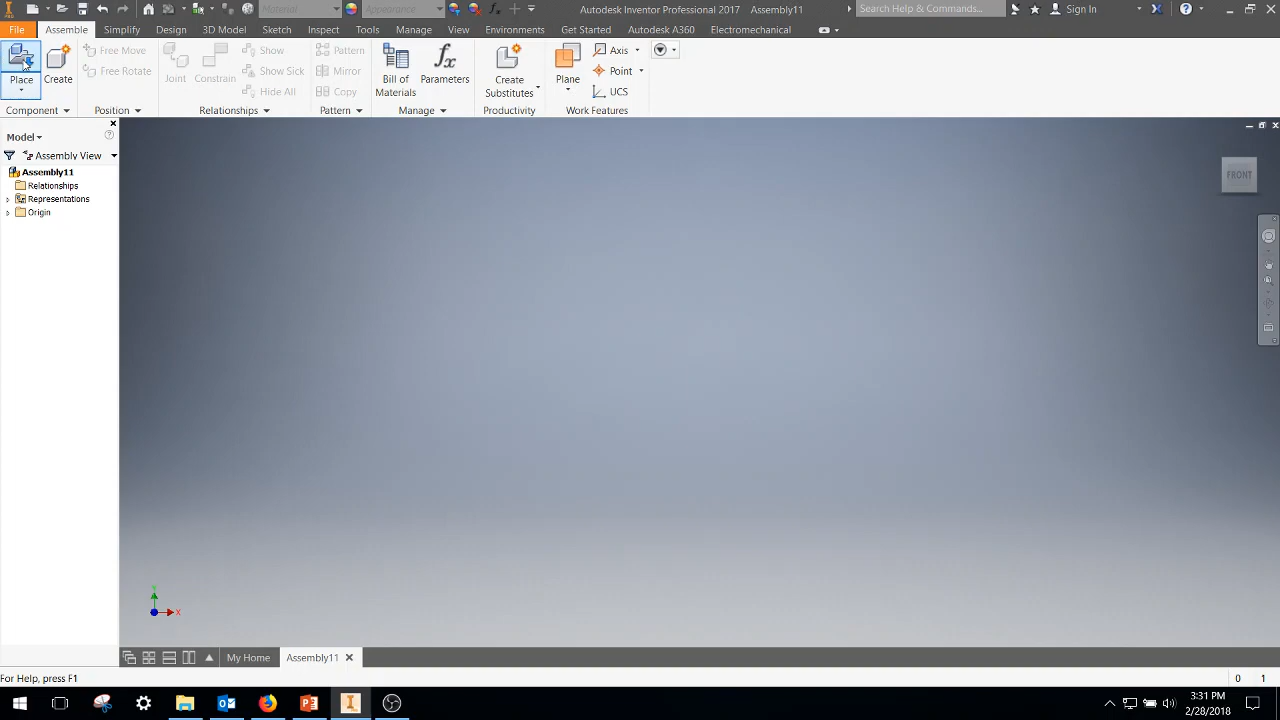 Material
Appearance
Autodesk Inventor Professional 2017 Assembly11
Search Help & Commands...
Sign In
File Assemble Simplify Design 3D Model Sketch Inspect Tools Manage View Environments Get Started Autodesk A360 Electromechanical
Place
Create
Free Move
Free Rotate
Joint
Constrain
Show
Show Sick
Hide All
Pattern
Mirror
Copy
Bill of
Materials
fx
Parameters
Create
Substitutes
Plane
Axis
Point
UCS
Component Position Relationships Pattern Manage Productivity Work Features
Model
Assembly View
Assembly11
Relationships
Representations
Origin
FRONT
Y
X
My Home Assembly11
For Help, press F1
0 1
3:31 PM
2/28/2018